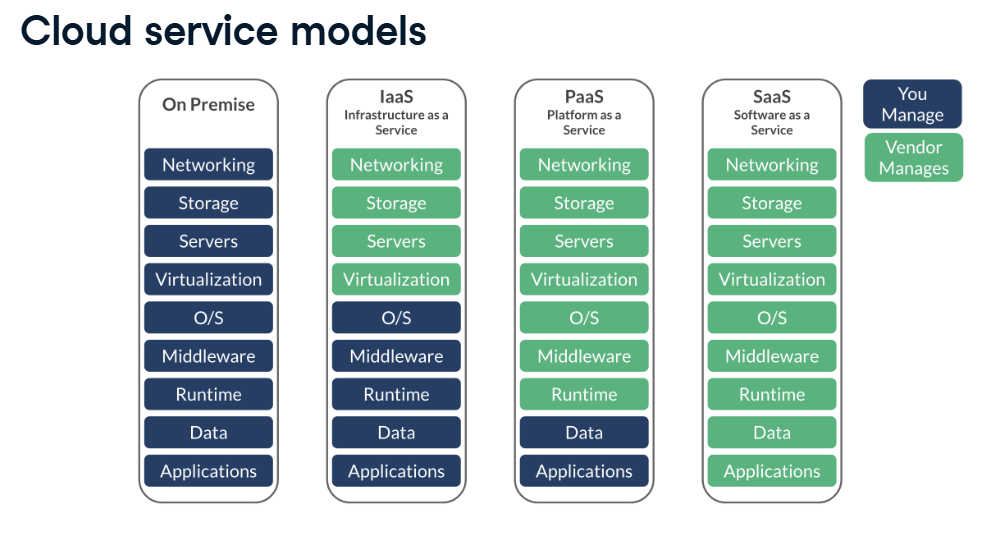 Cloud service models
On Premise
Networking
Storage
Servers
Virtualization
O/S
Middleware
Runtime
Data
Applications
IaaS
Infrastructure as a
Service
Networking
Storage
Servers
Virtualization
O/S
Middleware
Runtime
Data
Applications
PaaS
Platform as a
Service
Networking
Storage
Servers
Virtualization
O/S
Middleware
Runtime
Data
Applications
SaaS
Software as a
Service
Networking
Storage
Servers
Virtualization
O/S
Middleware
Runtime
Data
Applications
You
Manage
Vendor
Manages